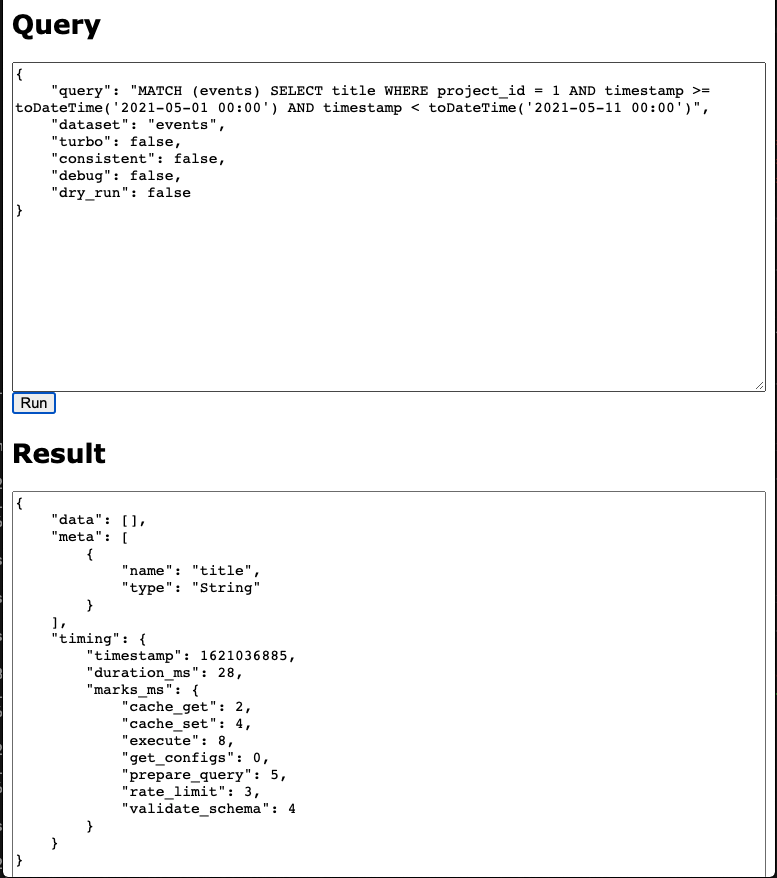 Query
{
    "query": "MATCH (events) SELECT title WHERE project_id = 1 AND timestamp >=
toDateTime('2021-05-01 00:00') AND timestamp < toDateTime('2021-05-11 00:00')",
    "dataset": "events",
    "turbo": false,
    "consistent": false,
    "debug": false,
    "dry_run": false
}
Run
Result
{
    "data": [],
    "meta": [
        {
            "name": "title",
            "type": "String"
        }
    ],
    "timing": {
        "timestamp": 1621036885,
        "duration_ms": 28,
        "marks_ms": {
            "cache_get": 2,
            "cache_set": 4,
            "execute": 8,
            "get_configs": 0,
            "prepare_query": 5,
            "rate_limit": 3,
            "validate_schema": 4
        }
    }
}